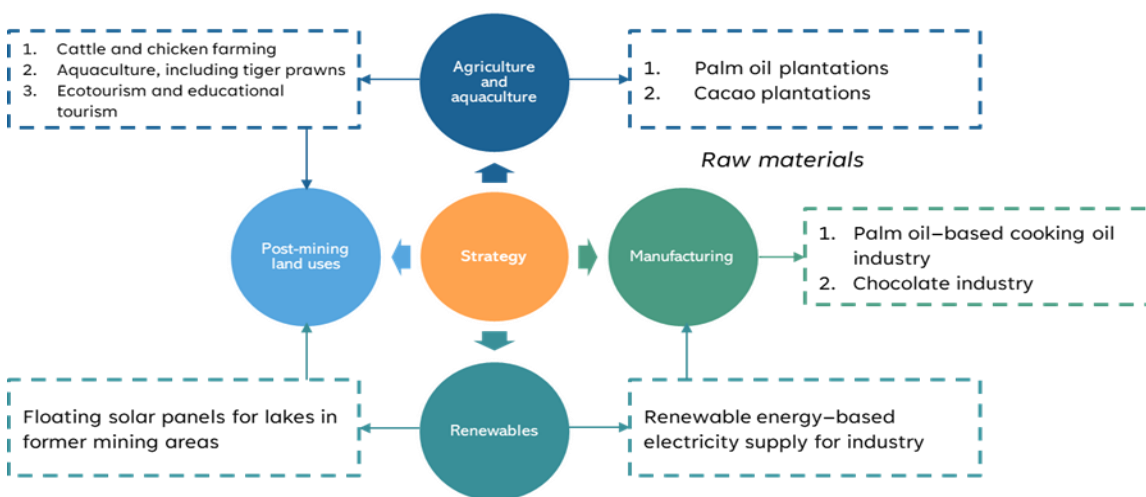 1. Cattle and chicken farming
2. Aquaculture, including tiger prawns
3. Ecotourism and educational
tourism
Agriculture
and
aquaculture
1. Palm oil plantations
2. Cacao plantations
Raw materials
Post-mining
land uses
Strategy
Manufacturing
1. Palm oil–based cooking oil
industry
2. Chocolate industry
Floating solar panels for lakes in
former mining areas
Renewables
Renewable energy–based
electricity supply for industry